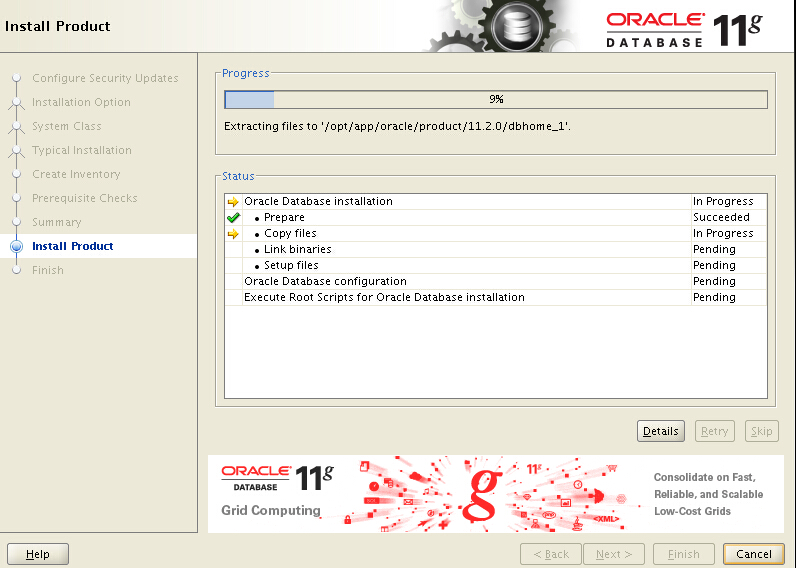 Install Product
ORACLE
DATABASE 11g
Configure Security Updates
Installation Option
System Class
Typical Installation
Create Inventory
Prerequisite Checks
Summary
Install Product
Finish
Progress
9%
Extracting files to '/opt/app/oracle/product/11.2.0/dbhome_1'.
Status
Oracle Database installation In Progress
• Prepare Succeeded
• Copy files In Progress
• Link binaries Pending
• Setup files Pending
Oracle Database configuration Pending
Execute Root Scripts for Oracle Database installation Pending
Details Retry Skip
ORACLE
DATABASE 11g
Grid Computing
g
11g
<XML>
Consolidate on Fast,
Reliable, and Scalable
Low-Cost Grids
Help < Back Next > Finish Cancel